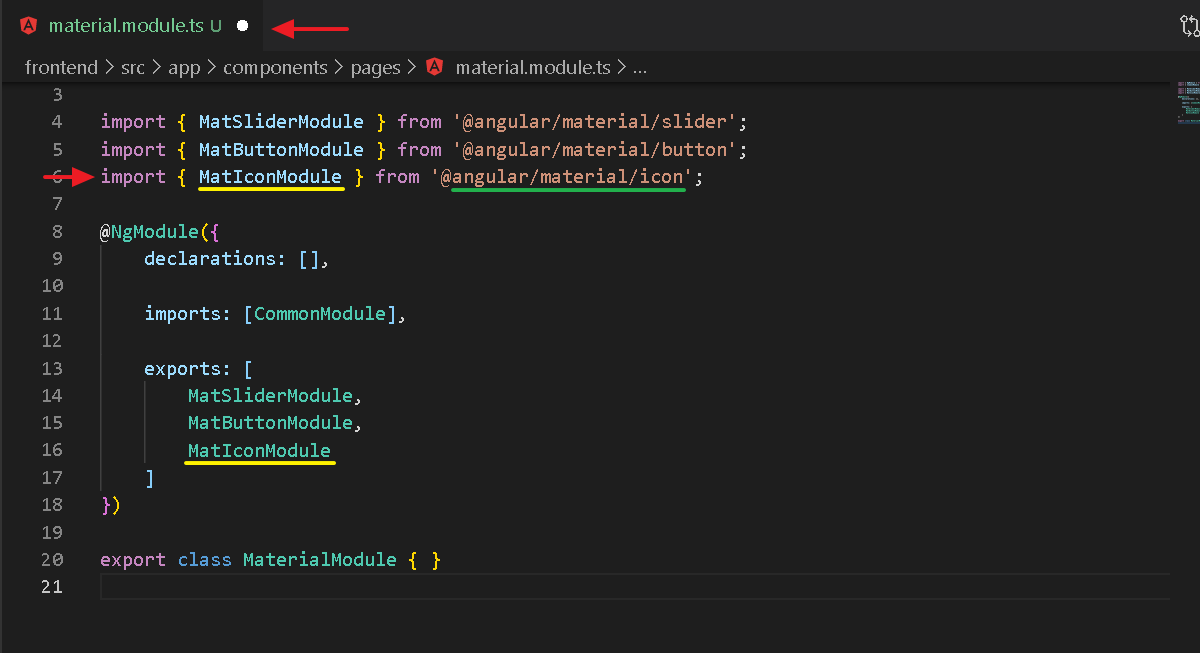 material.module.ts U
frontend > src > app > components > pages > material.module.ts > ...
3
4 import { MatSliderModule } from '@angular/material/slider';
5 import { MatButtonModule } from '@angular/material/button';
6 import { MatIconModule } from '@angular/material/icon';
7
8 @NgModule({
9 declarations: [],
10
11 imports: [CommonModule],
12
13 exports: [
14 MatSliderModule,
15 MatButtonModule,
16 MatIconModule
17 ]
18 })
19
20 export class MaterialModule { }
21